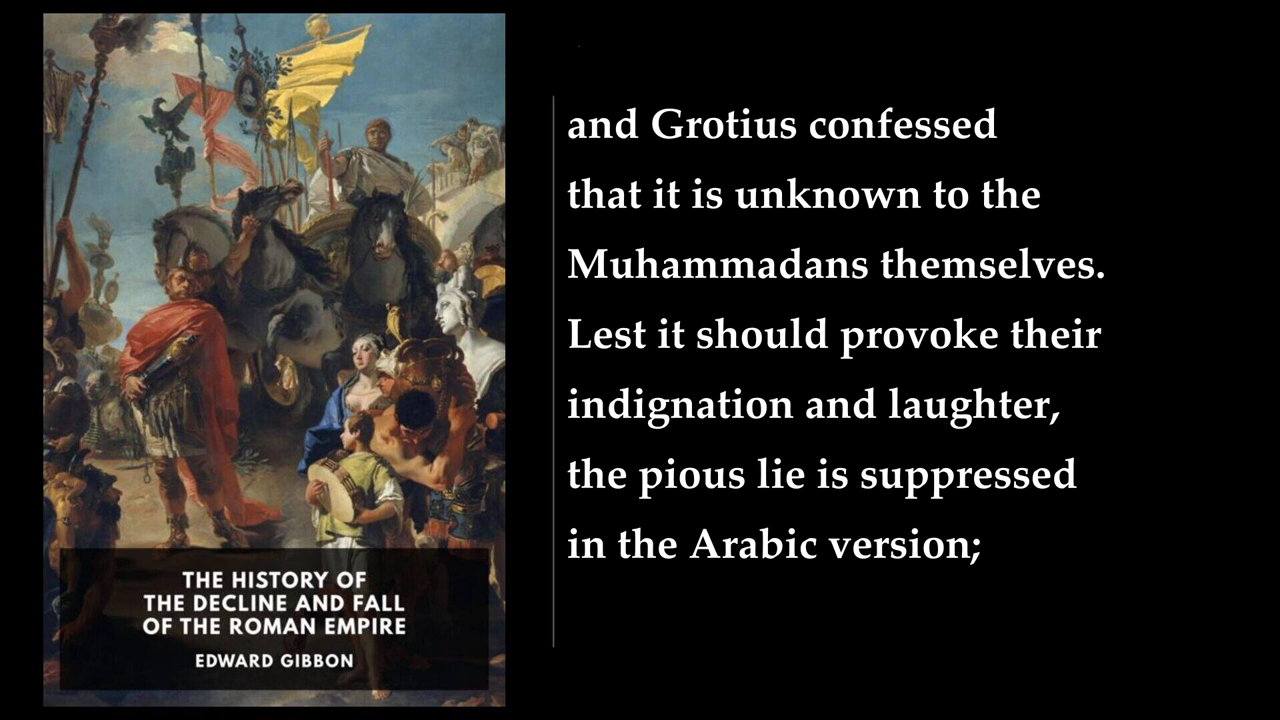 THE HISTORY OF
THE DECLINE AND FALL
OF THE ROMAN EMPIRE
EDWARD GIBBON
and Grotius confessed
that it is unknown to the
Muhammadans themselves.
Lest it should provoke their
indignation and laughter,
the pious lie is suppressed
in the Arabic version;